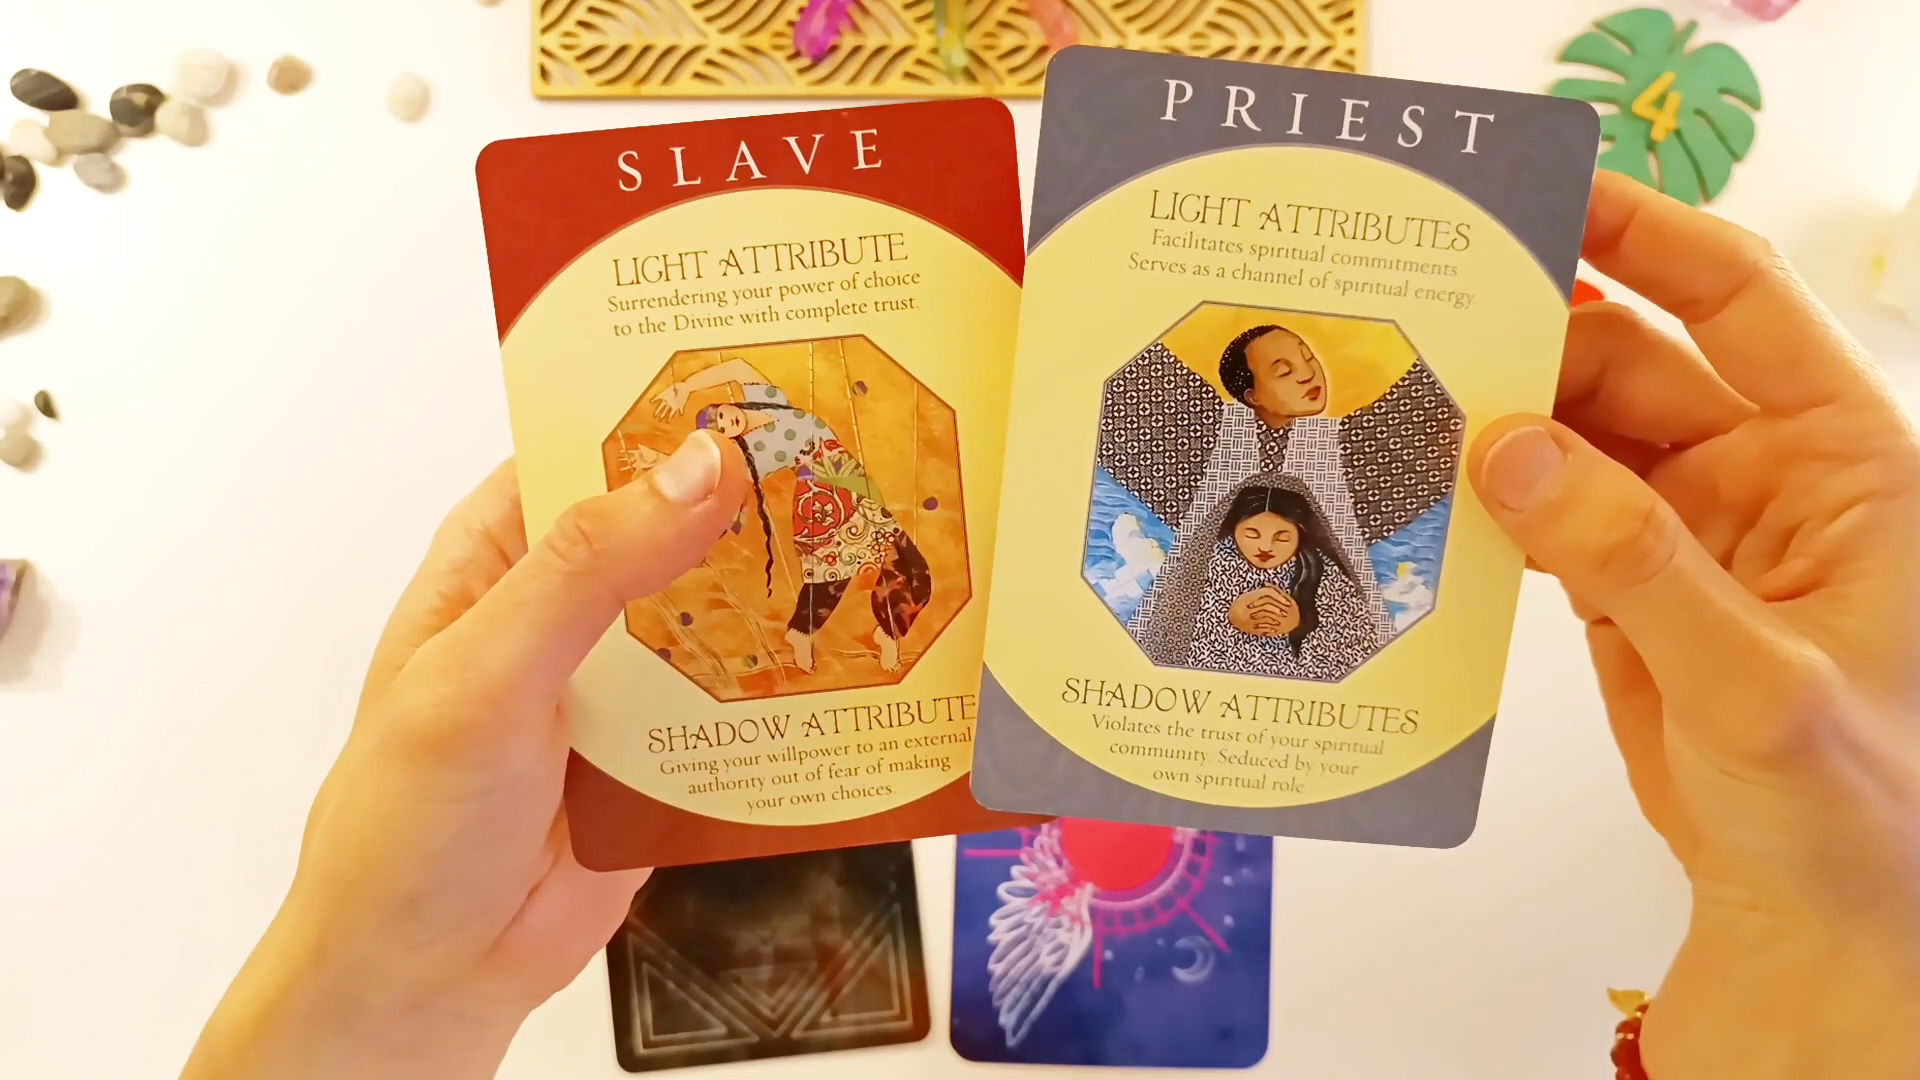 SLAVE
LIGHT ATTRIBUTE
Surrendering your power of choice
to the Divine with complete trust.
SHADOW ATTRIBUTE
Giving your willpower to an external
authority out of fear of making
your own choices.
PRIEST
LIGHT ATTRIBUTES
Facilitates spiritual commitments
Serves as a channel of spiritual energy.
SHADOW ATTRIBUTES
Violates the trust of your spiritual
community. Seduced by your
own spiritual role
4